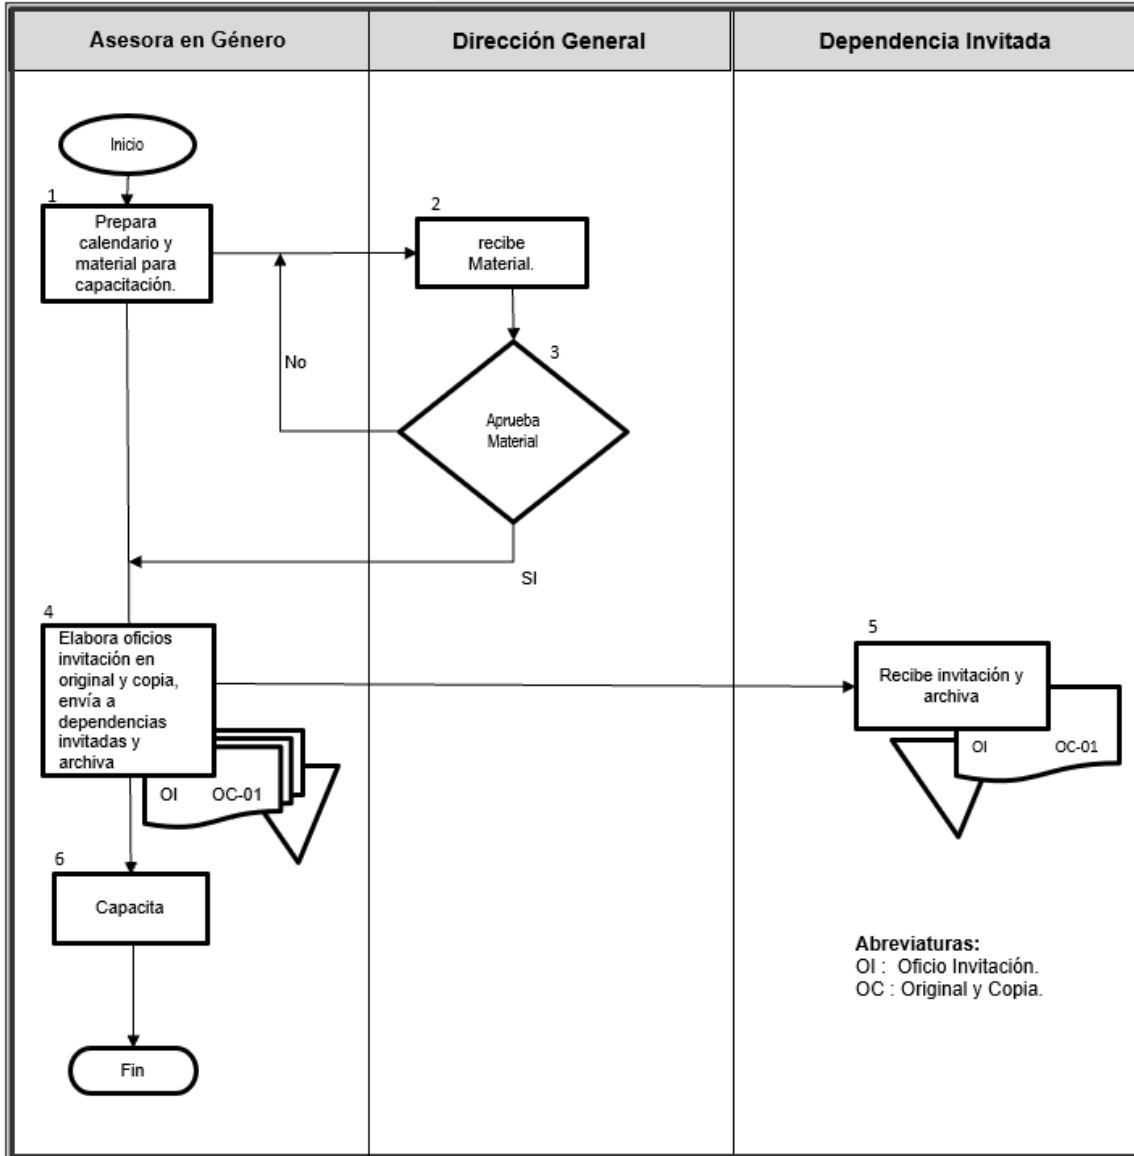 Asesora en Género
Dirección General
Dependencia Invitada
Inicio
1
Prepara
calendario y
material para
capacitación.
2
recibe
Material.
3
Aprueba
Material
No
SI
4
Elabora oficios
invitación en
original y copia,
envía a
dependencias
invitadas y
archiva
OI OC-01
5
Recibe invitación y
archiva
OI OC-01
6
Capacita
Fin
Abreviaturas:
OI : Oficio Invitación.
OC : Original y Copia.